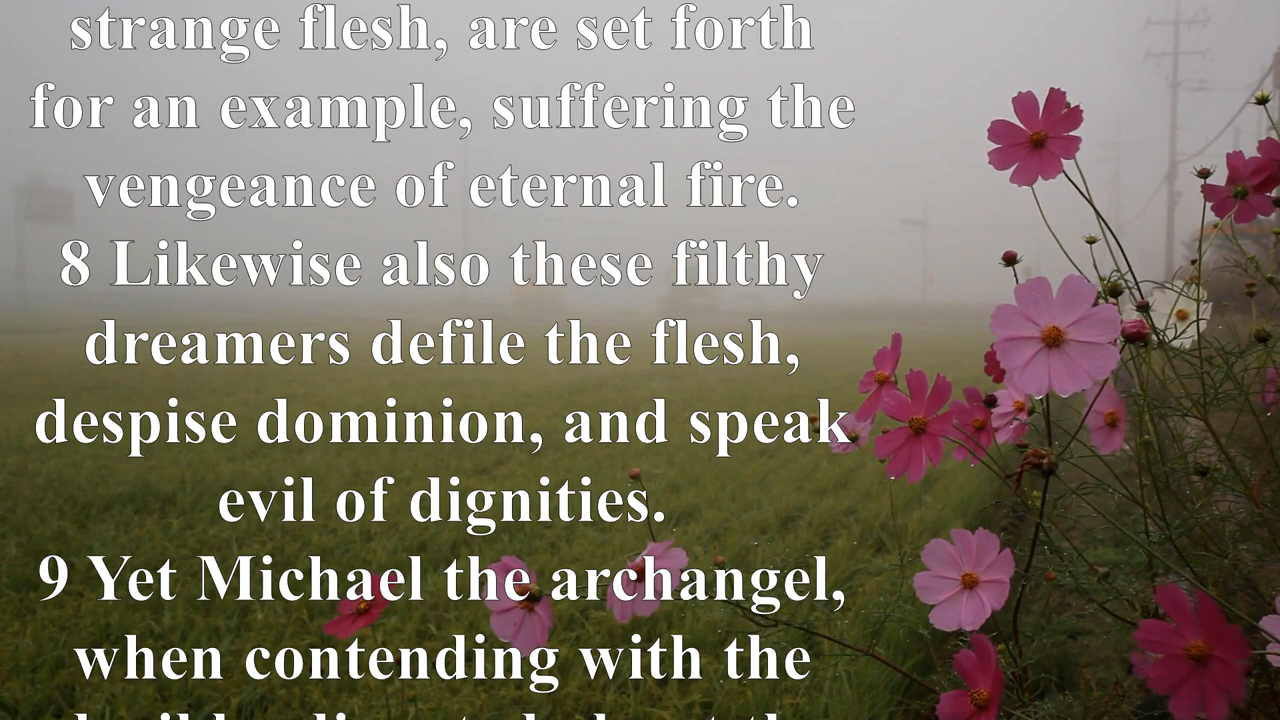 strange flesh, are set forth
for an example, suffering the
vengeance of eternal fire.
8 Likewise also these filthy
dreamers defile the flesh,
despise dominion, and speak
evil of dignities.
9 Yet Michael the archangel,
when contending with the